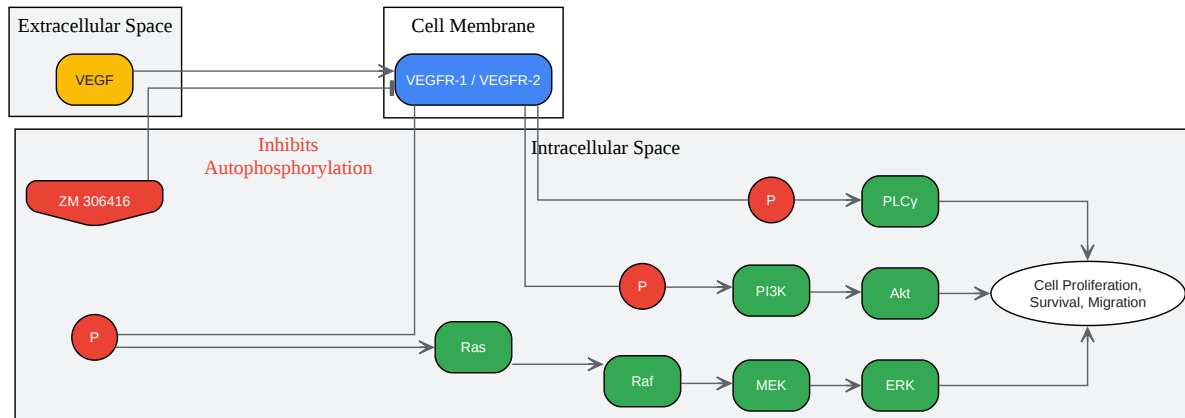 Extracellular Space
Cell Membrane
VEGF
VEGFR-1 / VEGFR-2
Inhibits
Autophosphorylation
Intracellular Space
ZM 306416
P
PLCγ
P
PI3K
Akt
Cell Proliferation,
Survival, Migration
P
Ras
Raf
MEK
ERK